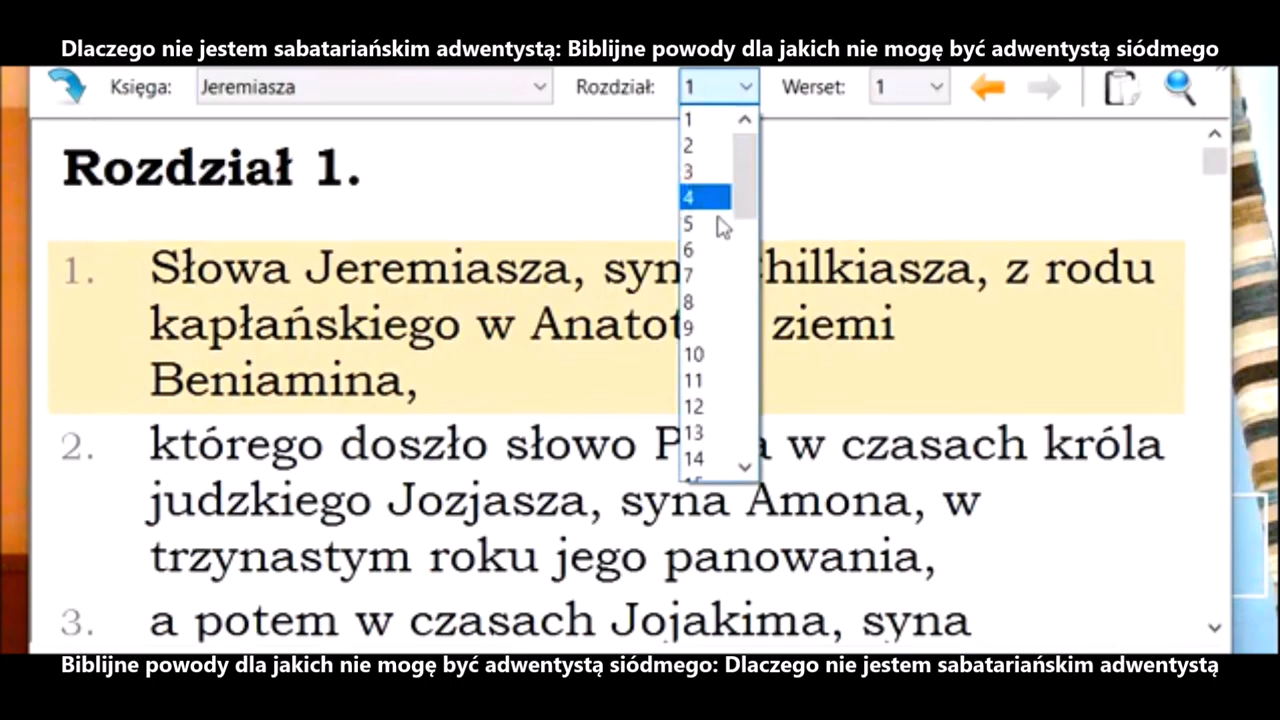 Dlaczego nie jestem sabatariańskim adwentystą: Biblijne powody dla jakich nie mogę być adwentystą siódmego
Księga: Jeremiasza Rozdział: 1 Werset: 1
1
2
3
4
5
6
7
8
9
10
11
12
13
14
Rozdział 1.
1. Słowa Jeremiasza, syn hilkiasza, z rodu
kapłańskiego w Anatot ziemi
Beniamina,
2. którego doszło słowo P a w czasach króla
judzkiego Jozjasza, syna Amona, w
trzynastym roku jego panowania,
3. a potem w czasach Jojakima, syna
Biblijne powody dla jakich nie mogę być adwentystą siódmego: Dlaczego nie jestem sabatariańskim adwentystą